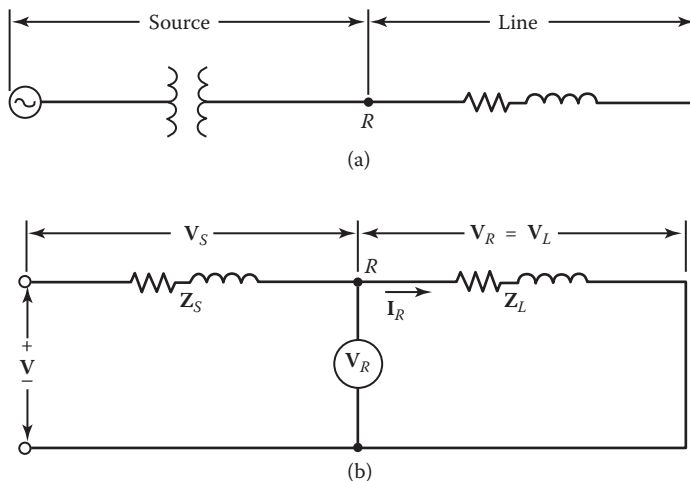 Source
Line
R
(a)
V_S
V_R = V_L
R
Z_S
I_R
Z_L
+
V
−
V_R
(b)